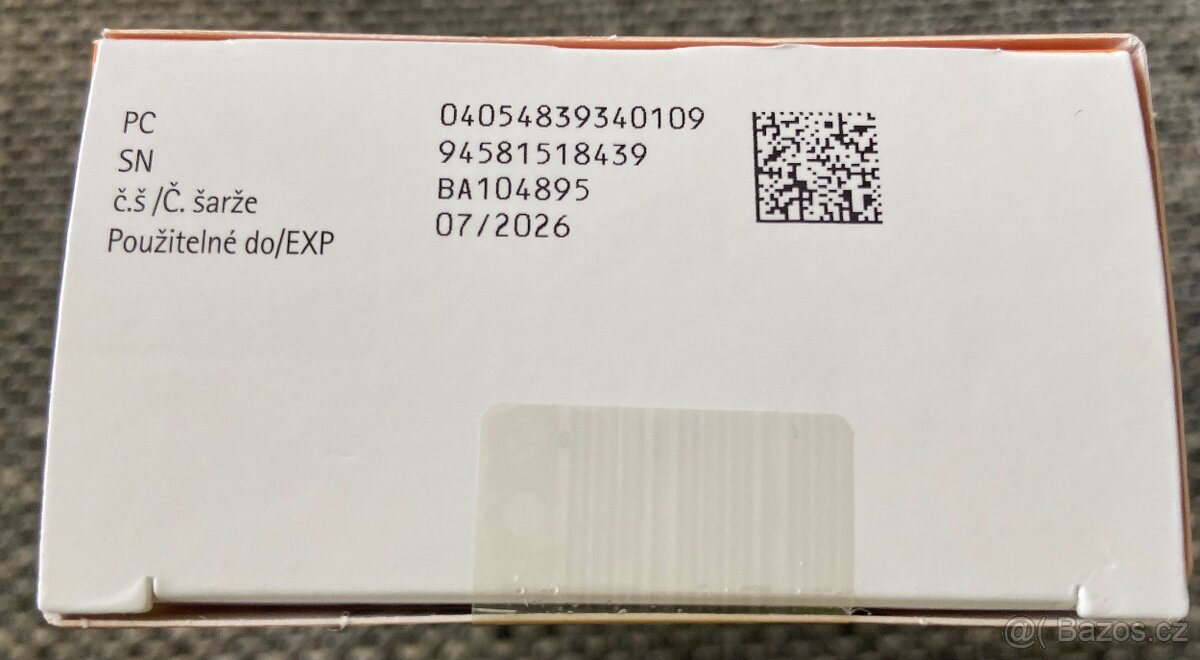 PC 04054839340109
SN 94581518439
č.š /Č. šarže BA104895
Použitelné do/EXP 07/2026
@( Bazos.cz